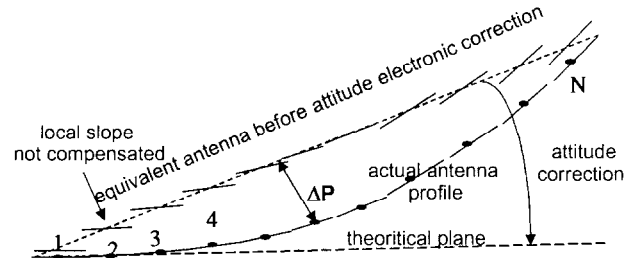 equivalent antenna before attitude electronic correction
N
local slope
not compensated
attitude
correction
actual antenna
profile
ΔP
1
2
3
4
theoritical plane